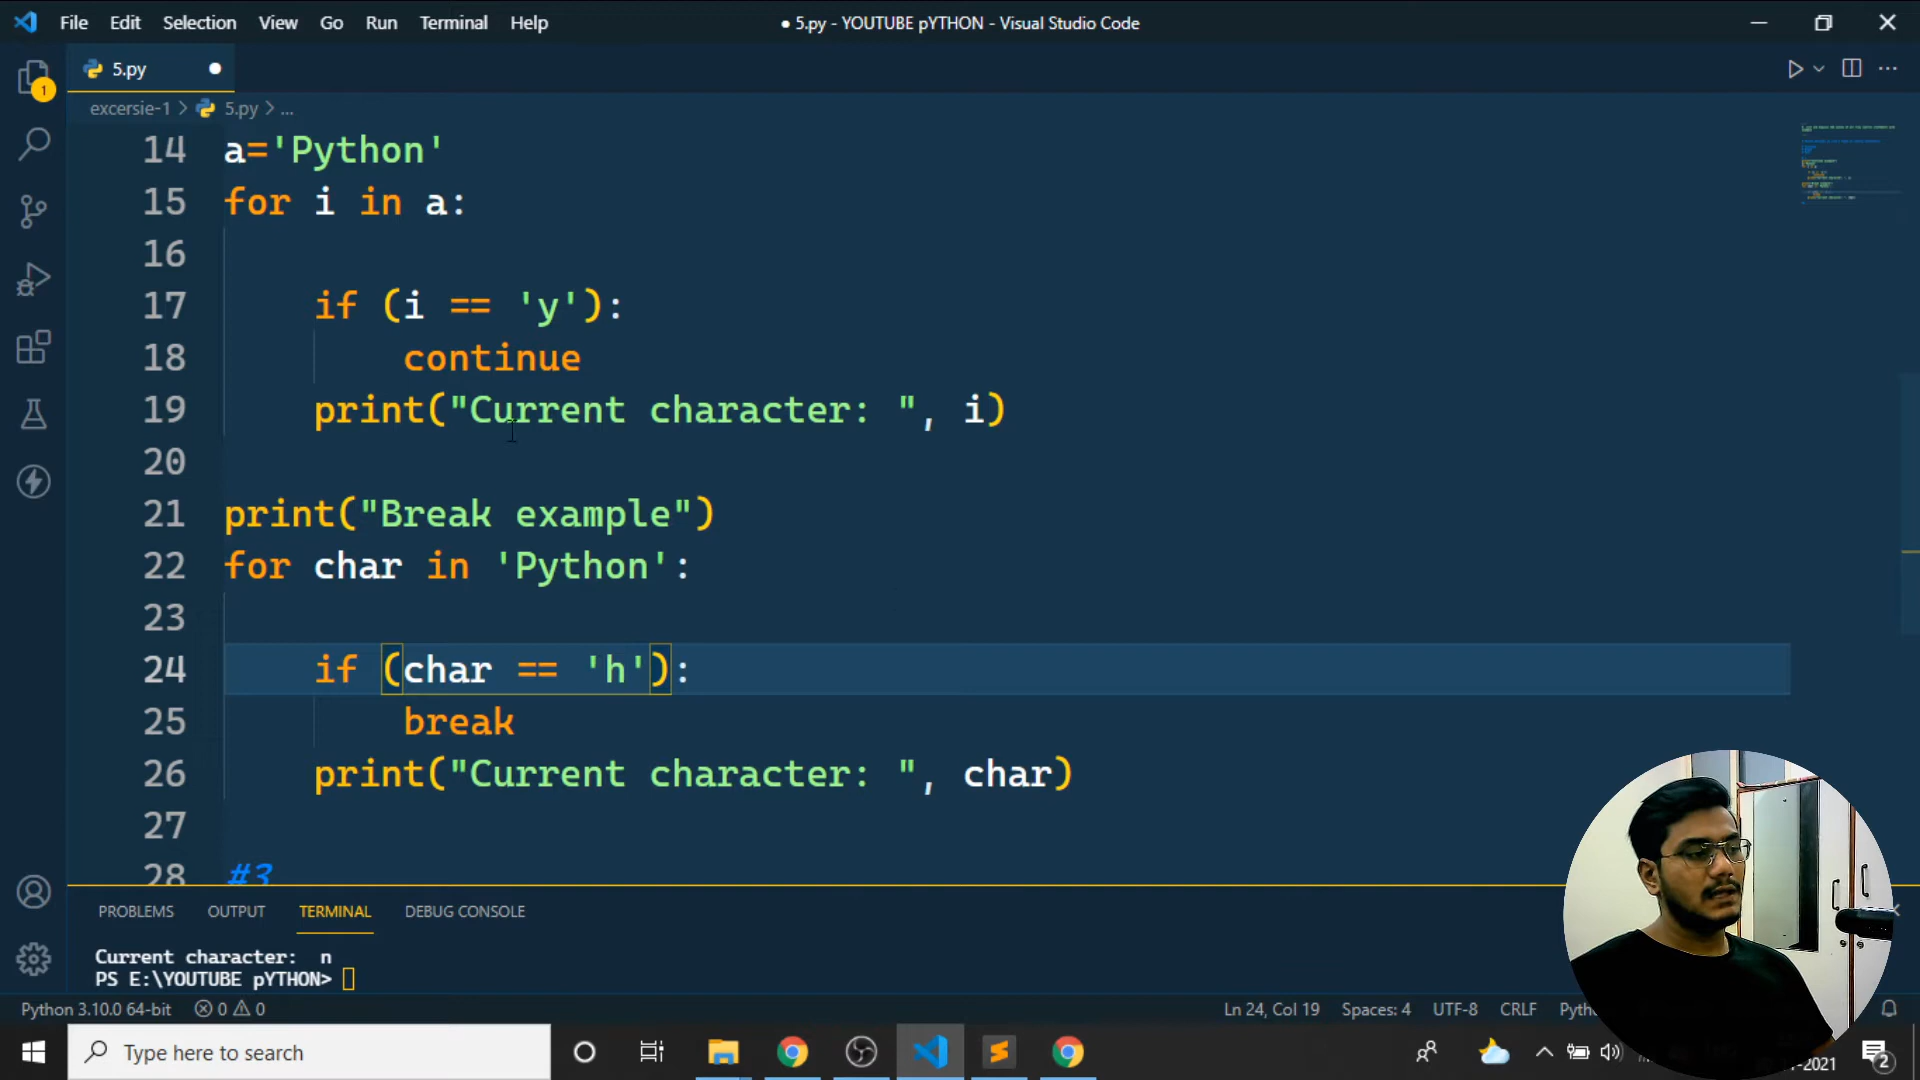 File Edit Selection View Go Run Terminal Help
● 5.py - YOUTUBE pYTHON - Visual Studio Code
5.py
excersie-1 > 5.py > ...
14 a='Python'
15 for i in a:
16
17 if (i == 'y'):
18 continue
19 print("Current character: ", i)
20
21 print("Break example")
22 for char in 'Python':
23
24 if (char == 'h'):
25 break
26 print("Current character: ", char)
27
28 #3
1
PROBLEMS OUTPUT TERMINAL DEBUG CONSOLE
Current character: n
PS E:\YOUTUBE pYTHON>
Python 3.10.0 64-bit 0 0
Ln 24, Col 19 Spaces: 4 UTF-8 CRLF
Type here to search
2